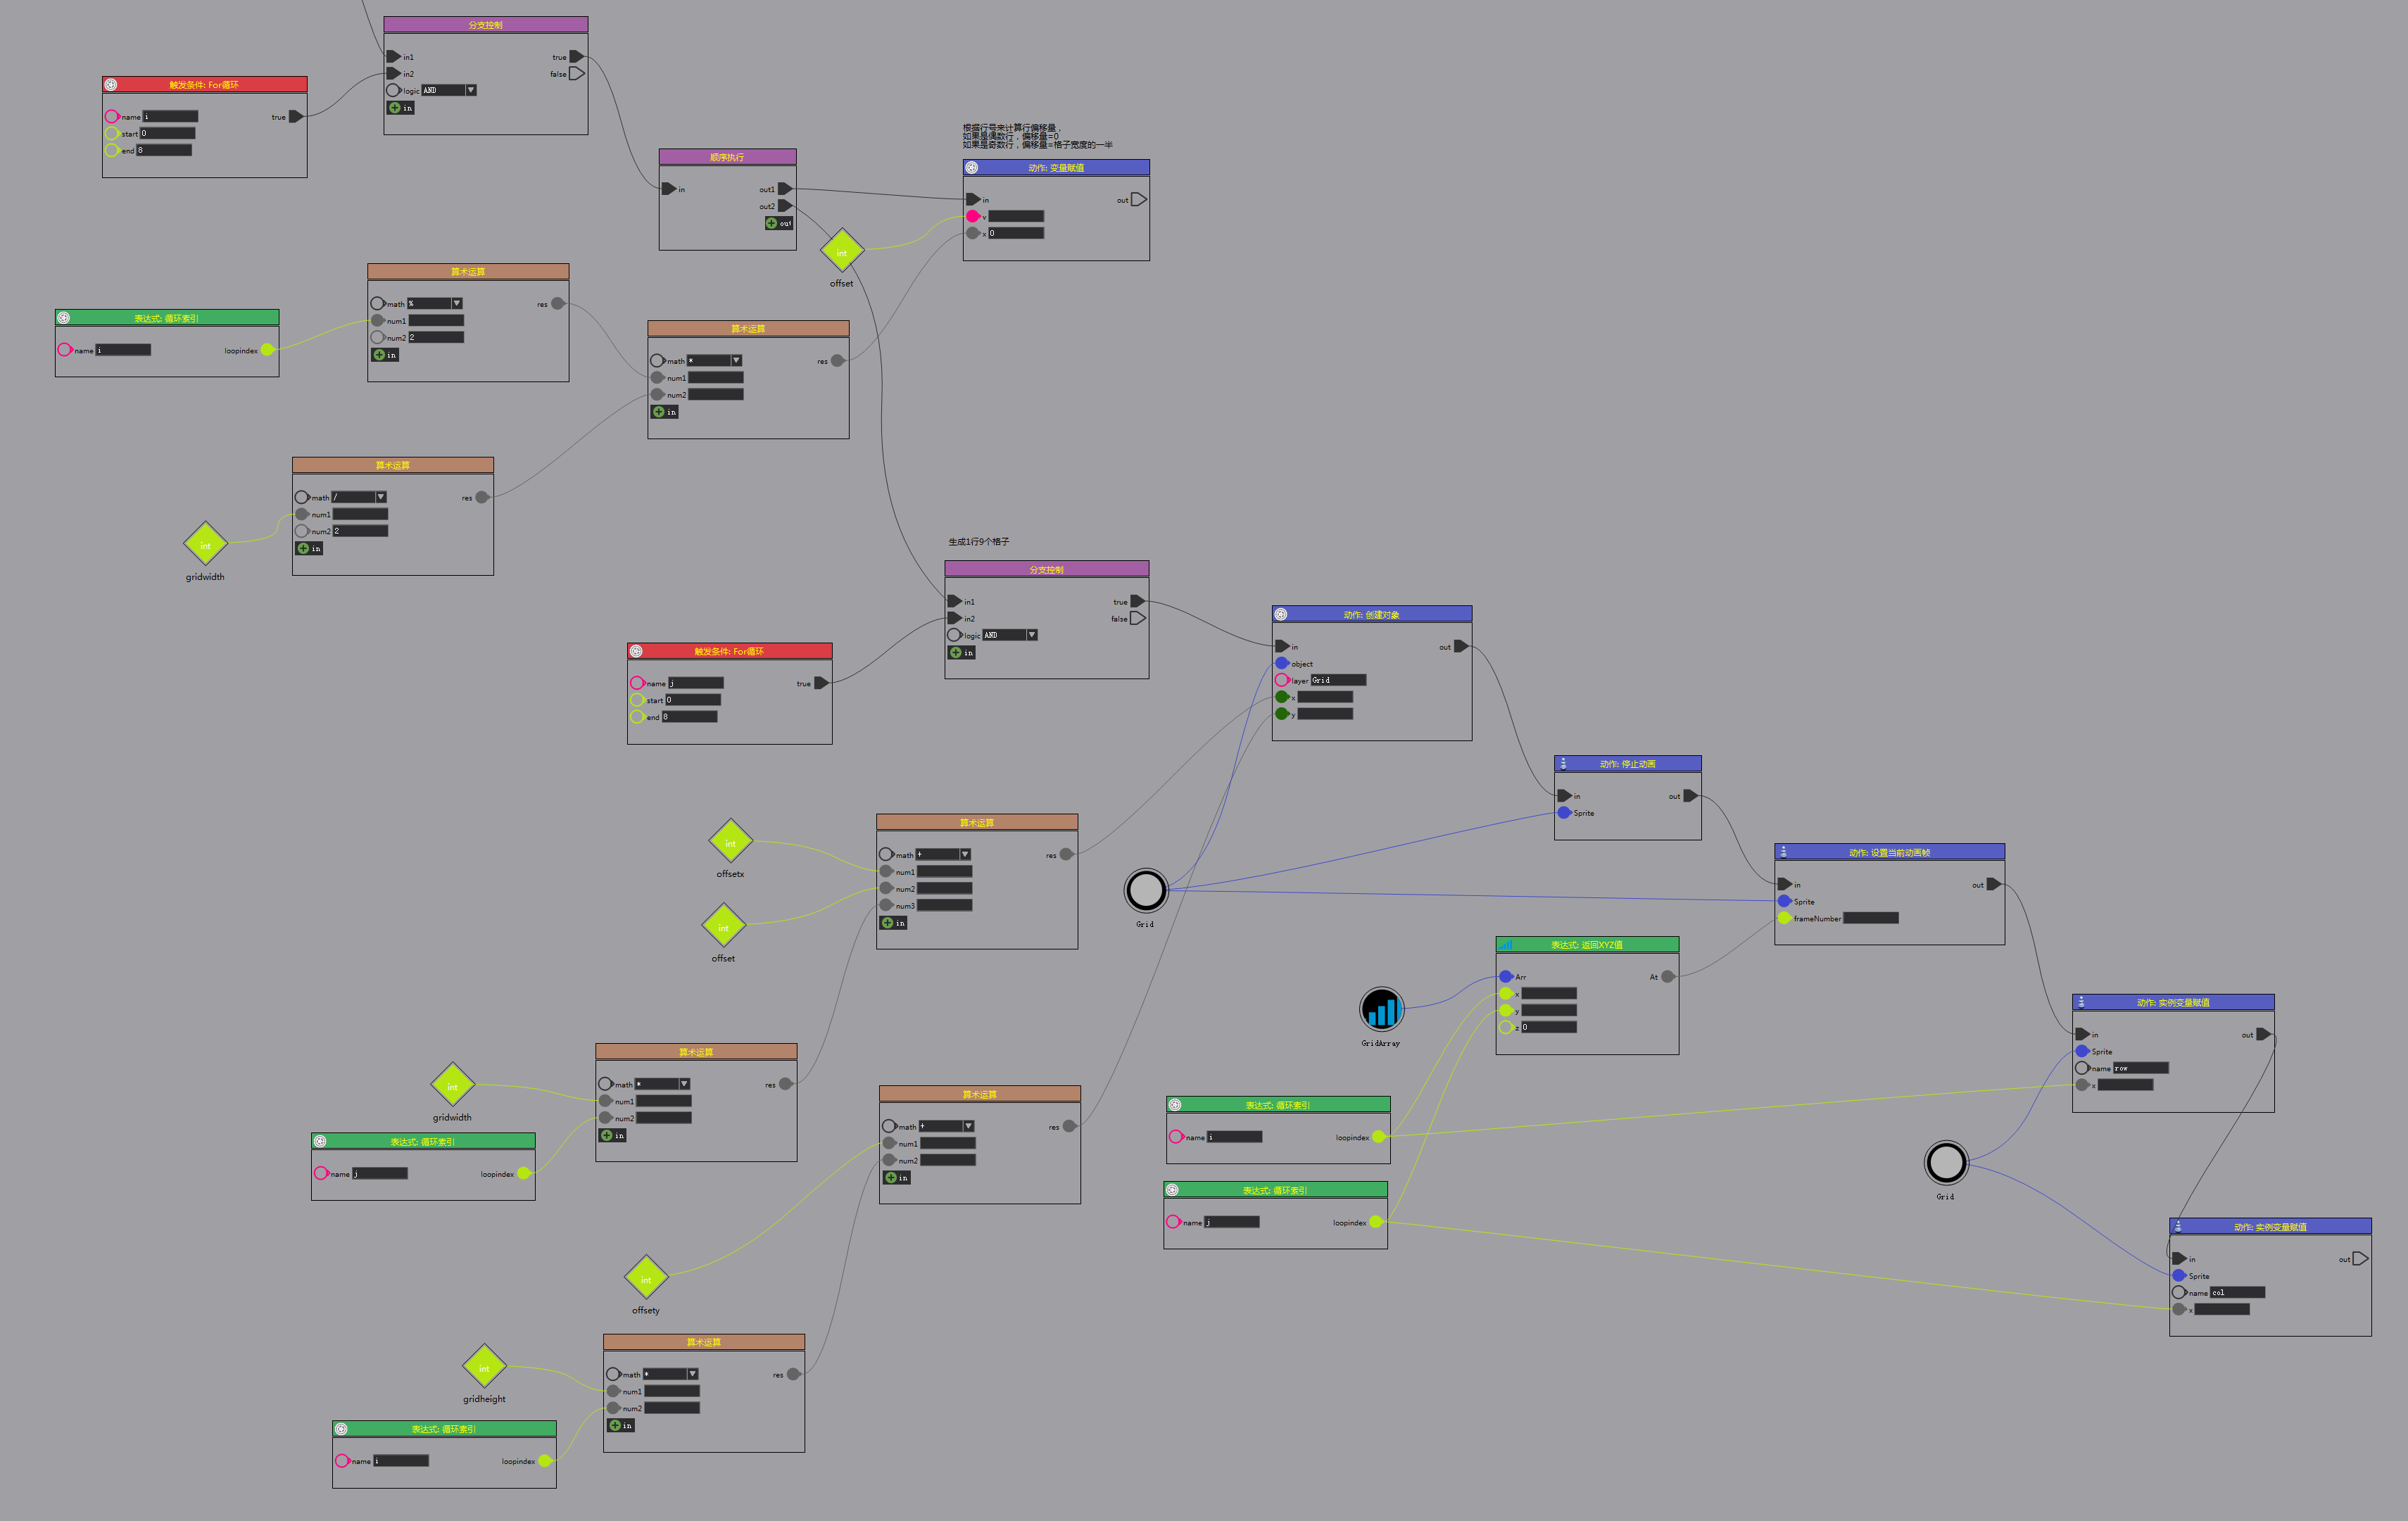 分支控制
in1
true
in2
false
logic
AND
in
触发条件: For循环
name
i
true
start
0
end
8
顺序执行
in
out1
out2
out
根据行号来计算行偏移量，
如果是偶数行，偏移量=0
如果是奇数行，偏移量=格子宽度的一半
动作: 变量赋值
in
out
v
x
0
int
offset
算术运算
math
%
res
num1
num2
2
in
表达式: 循环索引
name
i
loopindex
算术运算
math
*
res
num1
num2
in
算术运算
math
/
res
num1
num2
2
in
int
gridwidth
生成1行9个格子
分支控制
in1
true
in2
false
logic
AND
in
触发条件: For循环
name
j
true
start
0
end
8
动作: 创建对象
in
out
object
layer
Grid
x
y
动作: 停止动画
in
out
Sprite
动作: 设置当前动画帧
in
out
Sprite
frameNumber
int
offsetx
int
offset
算术运算
math
+
res
num1
num2
num3
in
Grid
表达式: 返回XYZ值
Arr
At
x
y
z
0
GridArray
动作: 实例变量赋值
in
out
Sprite
name
row
x
int
gridwidth
算术运算
math
*
res
num1
num2
in
表达式: 循环索引
name
j
loopindex
算术运算
math
+
res
num1
num2
in
表达式: 循环索引
name
i
loopindex
表达式: 循环索引
name
j
loopindex
Grid
动作: 实例变量赋值
in
out
Sprite
name
col
x
int
offsety
int
gridheight
算术运算
math
*
res
num1
num2
in
表达式: 循环索引
name
i
loopindex